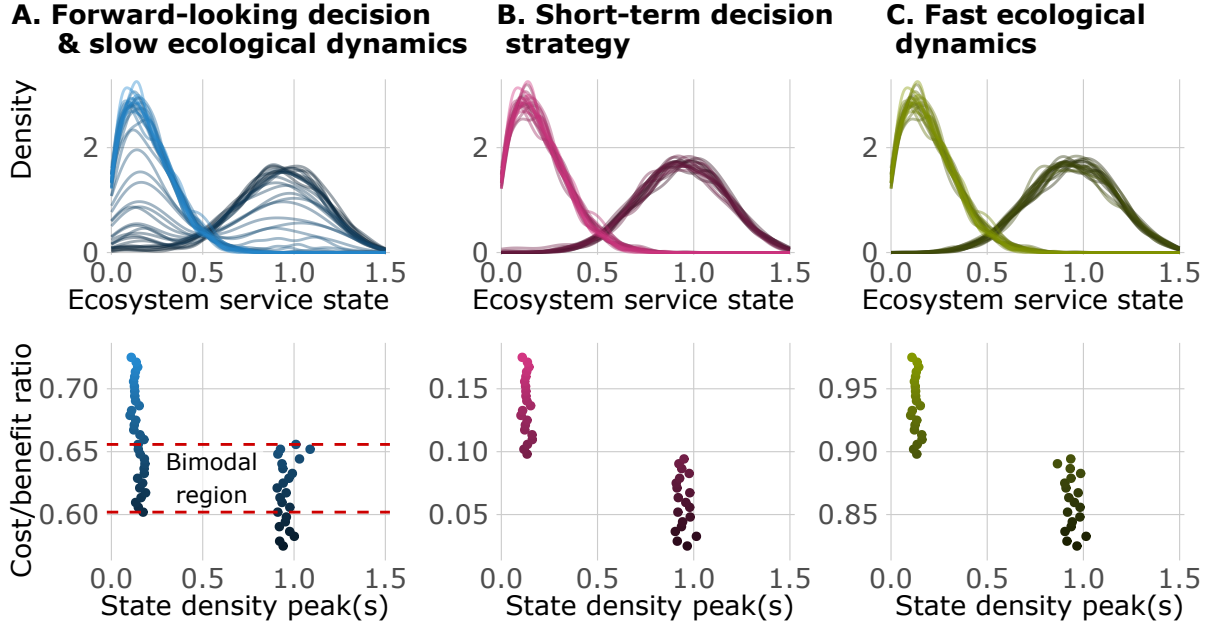 A. Forward-looking decision
& slow ecological dynamics
B. Short-term decision
strategy
C. Fast ecological
dynamics
Density
2
0
0.0 0.5 1.0 1.5
Ecosystem service state
2
0
0.0 0.5 1.0 1.5
Ecosystem service state
2
0
0.0 0.5 1.0 1.5
Ecosystem service state
Cost/benefit ratio
0.70
0.65
0.60
Bimodal
region
0.0 0.5 1.0 1.5
State density peak(s)
0.15
0.10
0.05
0.0 0.5 1.0 1.5
State density peak(s)
0.95
0.90
0.85
0.0 0.5 1.0 1.5
State density peak(s)